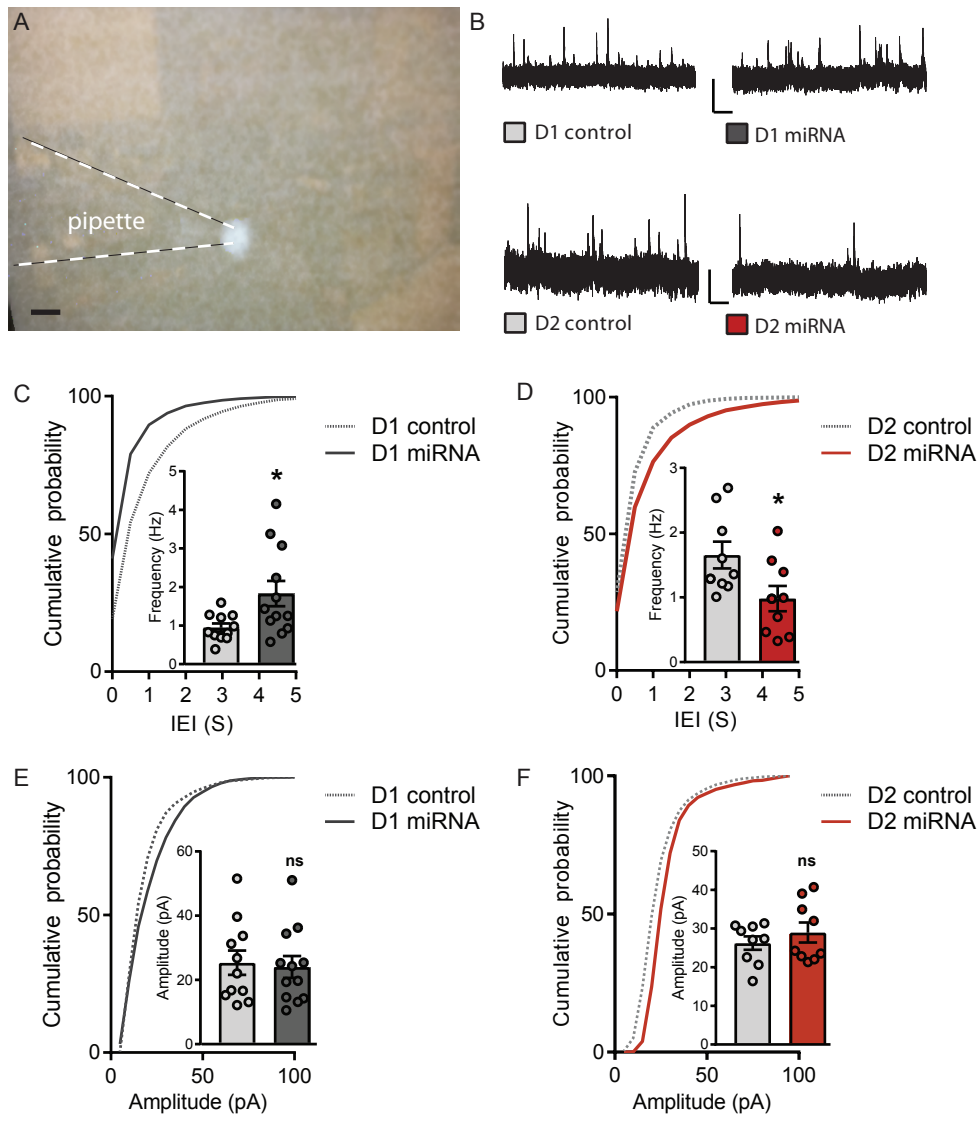 A
pipette
B
D1 control
D1 miRNA
D2 control
D2 miRNA
C
100
50
0
Cumulative probability
0 1 2 3 4 5
IEI (S)
D1 control
D1 miRNA
5
4
3
2
1
0
Frequency (Hz)
*
D
100
50
0
Cumulative probability
0 1 2 3 4 5
IEI (S)
D2 control
D2 miRNA
3
2
1
0
Frequency (Hz)
*
E
100
50
0
Cumulative probability
0 50 100
Amplitude (pA)
D1 control
D1 miRNA
60
40
20
0
Amplitude (pA)
ns
F
100
50
0
Cumulative probability
0 50 100
Amplitude (pA)
D2 control
D2 miRNA
50
40
30
20
10
0
Amplitude (pA)
ns